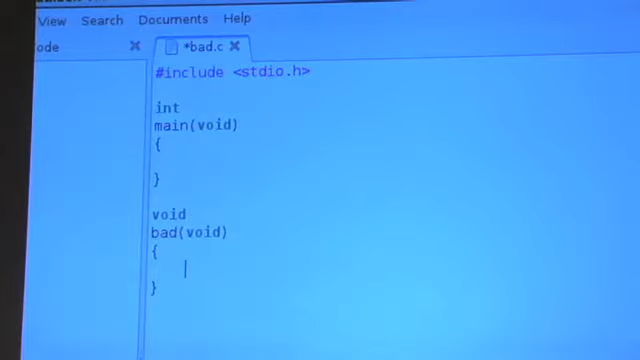 View Search Documents Help
ode
*bad.c
#include <stdio.h>
int
main(void)
{
}
void
bad(void)
{
}